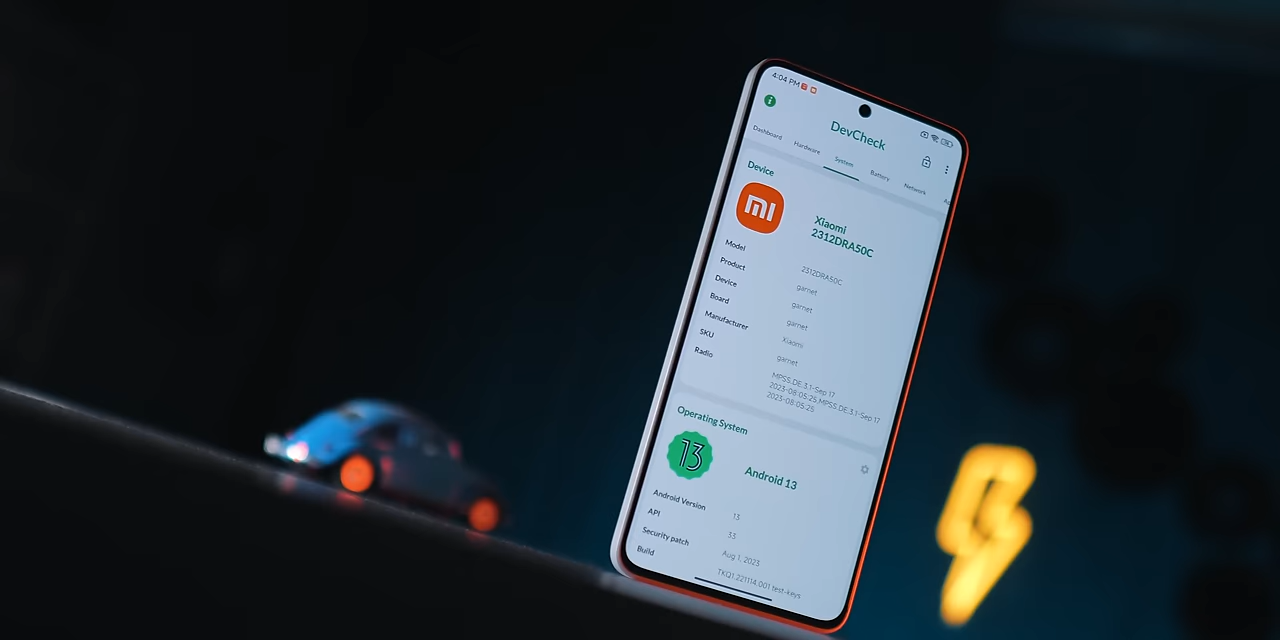 4:04 PM
DevCheck
Dashboard Hardware System Battery Network
Device
mi
Xiaomi
2312DRA50C
Model 2312DRA50C
Product garnet
Device garnet
Board garnet
Manufacturer Xiaomi
SKU garnet
Radio MPSS.DE.3.1-Sep 17
2023-08:05:25,MPSS.DE.3.1-Sep 17
2023-08:05:25
Operating System
13
Android 13
Android Version 13
API 33
Security patch Aug 1, 2023
Build TKQ1.221114.001 test-keys